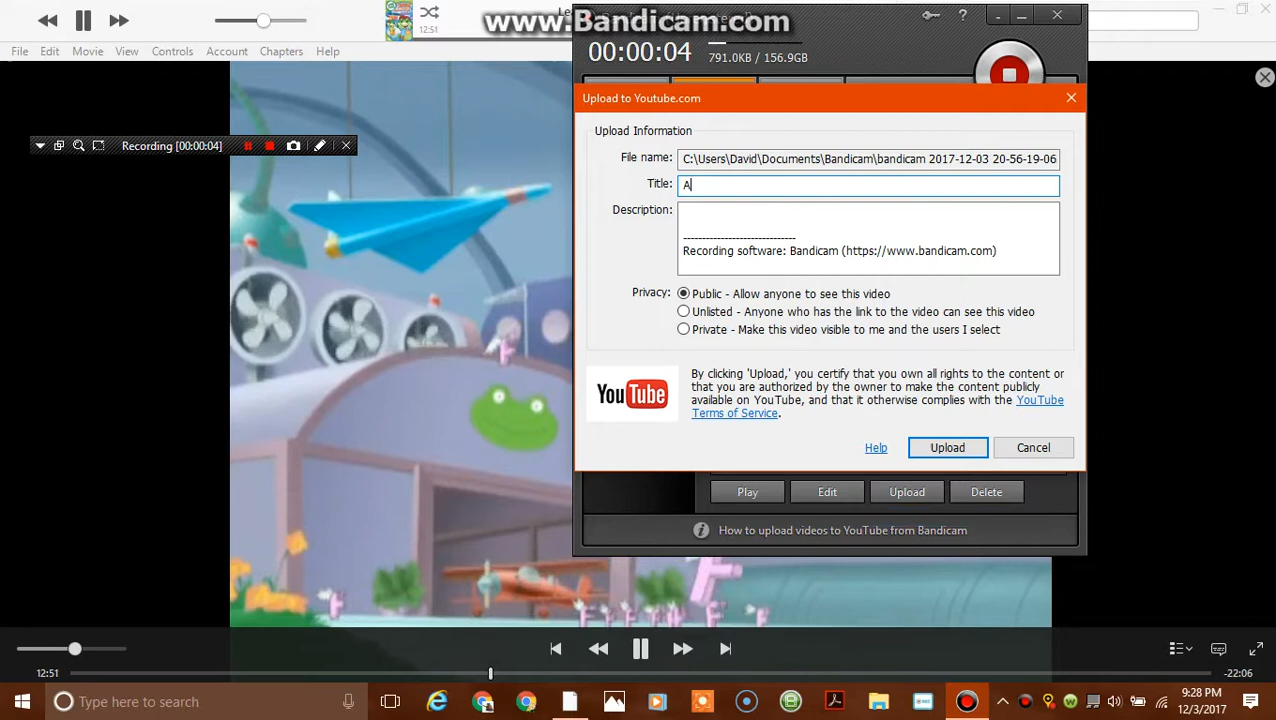 www.Bandicam.com
12:51
00:00:04
791.0KB / 156.9GB
File Edit Movie View Controls Account Chapters Help
Upload to Youtube.com
Recording [00:00:04]
Upload Information
File name: C:\Users\David\Documents\Bandicam\bandicam 2017-12-03 20-56-19-06
Title: A
Description:
------------------------------
Recording software: Bandicam (https://www.bandicam.com)
Privacy: Public - Allow anyone to see this video
Unlisted - Anyone who has the link to the video can see this video
Private - Make this video visible to me and the users I select
YouTube
By clicking 'Upload,' you certify that you own all rights to the content or
that you are authorized by the owner to make the content publicly
available on YouTube, and that it otherwise complies with the YouTube
Terms of Service.
Help Upload Cancel
Play Edit Upload Delete
How to upload videos to YouTube from Bandicam
F
F
F
12:51
-22:06
Type here to search
9:28 PM
12/3/2017